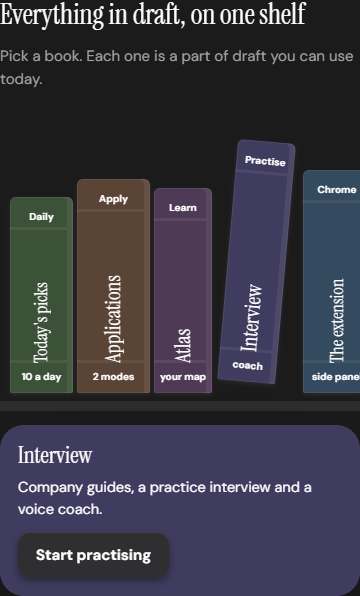 Everything in draft, on one shelf
Pick a book. Each one is a part of draft you can use
today.
Daily
Today's picks
10 a day
Apply
Applications
2 modes
Learn
Atlas
your map
Practise
Interview
coach
Chrome
The extension
side pane
Interview
Company guides, a practice interview and a
voice coach.
Start practising